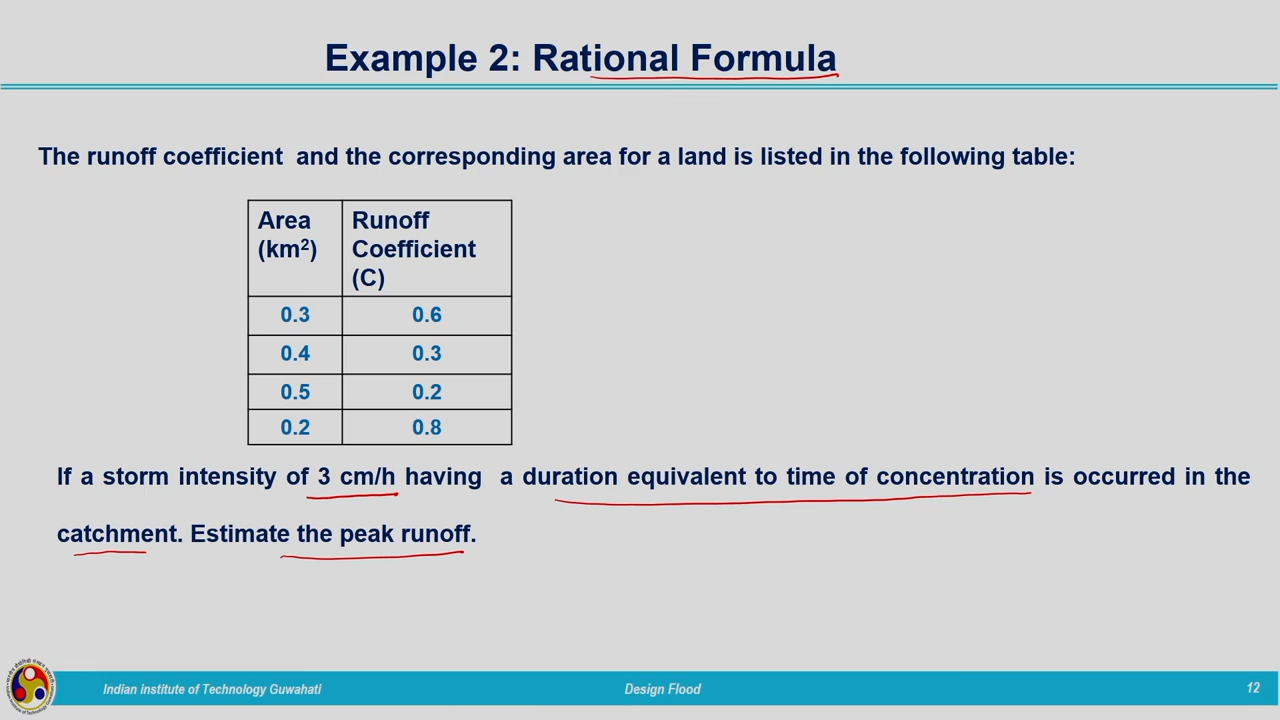 Example 2: Rational Formula
The runoff coefficient and the corresponding area for a land is listed in the following table:
Area (km²) Runoff Coefficient (C)
0.3 0.6
0.4 0.3
0.5 0.2
0.2 0.8
If a storm intensity of 3 cm/h having a duration equivalent to time of concentration is occurred in the
catchment. Estimate the peak runoff.
Indian institute of Technology Guwahati Design Flood 12